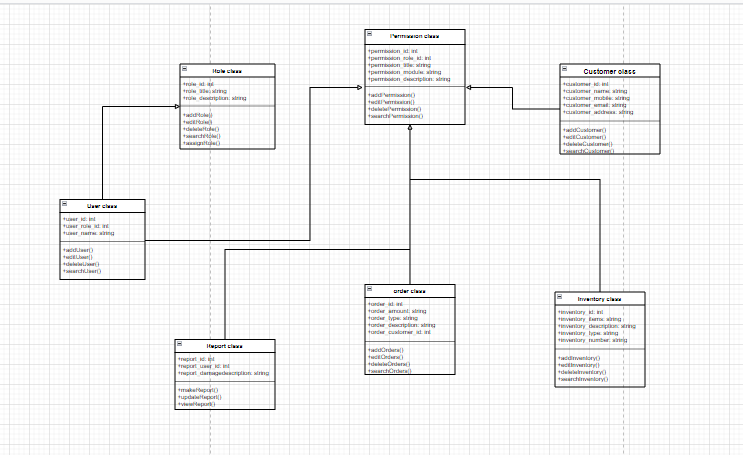 Permission class
+permission_id: int
+permission_role_id: int
+permission_title: string
+permission_module: string
+permission_description: string
+addPermission()
+editPermission()
+deletePermission()
+searchPermission()
Role class
+role_id: int
+role_title: string
+role_description: string
+addRole()
+editRole()
+deleteRole()
+searchRole()
+assignRole()
Customer class
+customer_id: int
+customer_name: string
+customer_mobile: string
+customer_email: string
+customer_address: string
+addCustomer()
+editCustomer()
+deleteCustomer()
+searchCustomer()
User class
+user_id: int
+user_role_id: int
+user_name: string
+addUser()
+editUser()
+deleteUser()
+searchUser()
order class
+order_id: int
+order_amount: string
+order_type: string
+order_description: string
+order_customer_id: int
+addOrders()
+editOrders()
+deleteOrders()
+searchOrders()
Inventory class
+inventory_id: int
+inventory_items: string
+inventory_description: string
+inventory_type: string
+inventory_number: string
+addInventory()
+editInventory()
+deleteInventory()
+searchInventory()
Report class
+report_id: int
+report_user_id: int
+report_damagedescription: string
+makeReport()
+updateReport()
+viewReport()